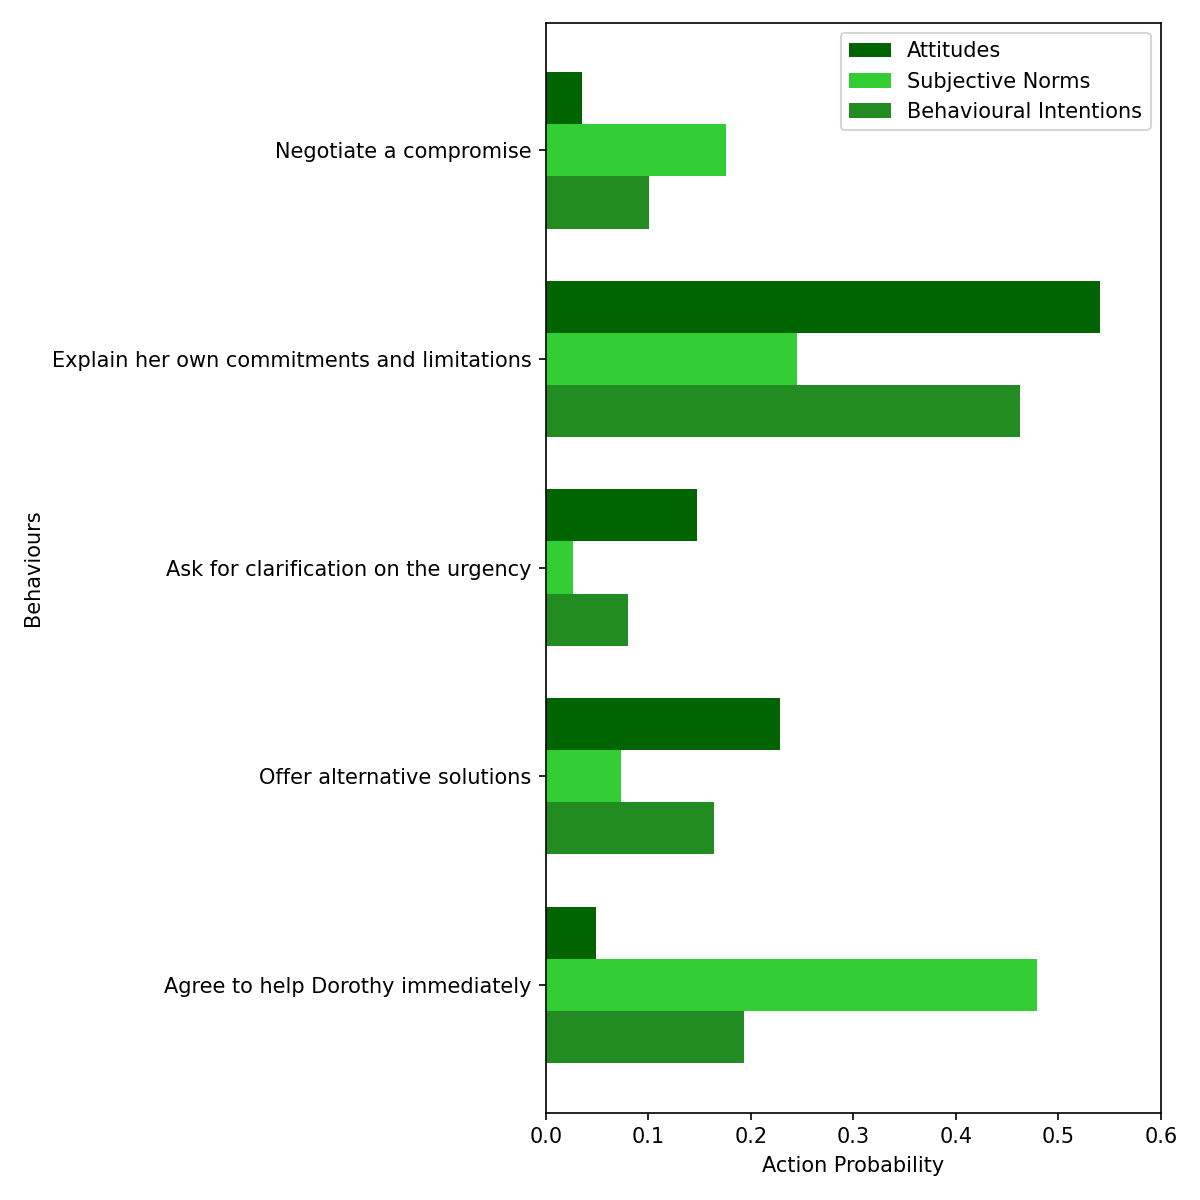 Attitudes
Subjective Norms
Behavioural Intentions
Negotiate a compromise
Explain her own commitments and limitations
Ask for clarification on the urgency
Offer alternative solutions
Agree to help Dorothy immediately
Behaviours
0.0 0.1 0.2 0.3 0.4 0.5 0.6
Action Probability